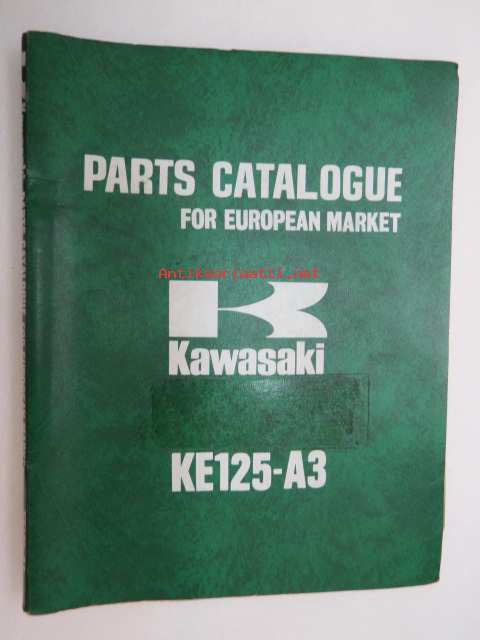 PARTS CATALOGUE
FOR EUROPEAN MARKET
Antikvariaatti.net
Kawasaki
KE125-A3